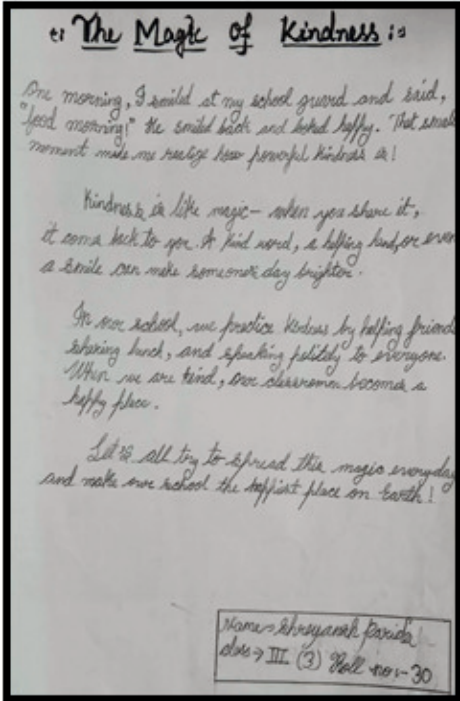 The Magic of Kindness :
One morning, I smiled at my school guard and said,
"Good morning!" He smiled back and looked happy. That small
moment made me realize how powerful kindness is!
Kindness is like magic – when you share it,
it come back to you. A kind word, a helping hand, or even
a smile can make someone's day brighter.
In our school, we practice kindness by helping friend
sharing lunch, and speaking politely to everyone.
When we are kind, our classroom becomes a
happy place.
Let's all try to spread this magic everyday
and make our school the happiest place on Earth!
Name - Shreyansh Parida
class → III (3) Roll no:- 30